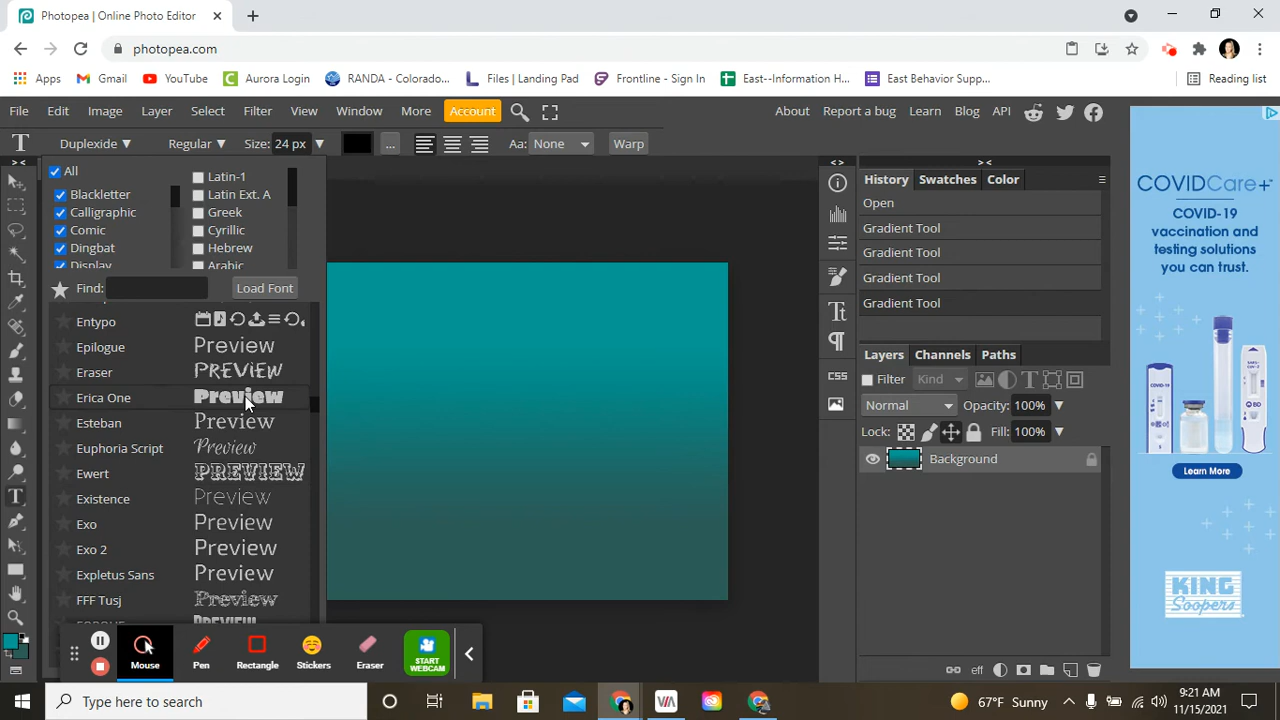 Photopea | Online Photo Editor
photopea.com
Apps Gmail YouTube Aurora Login RANDA - Colorado... Files | Landing Pad Frontline - Sign In East--Information H... East Behavior Supp... Reading list
File Edit Image Layer Select Filter View Window More Account About Report a bug Learn Blog API
Duplexide Regular Size: 24 px ... Aa: None Warp
All
Blackletter
Calligraphic
Comic
Dingbat
Display
Latin-1
Latin Ext. A
Greek
Cyrillic
Hebrew
Arabic
Find: Load Font
Entypo
Epilogue Preview
Eraser PREVIEW
Erica One Preview
Esteban Preview
Euphoria Script Preview
Ewert PREVIEW
Existence Preview
Exo Preview
Exo 2 Preview
Expletus Sans Preview
FFF Tusj Preview
PREVIEW
History Swatches Color
Open
Gradient Tool
Gradient Tool
Gradient Tool
Gradient Tool
Layers Channels Paths
Filter Kind
Normal Opacity: 100%
Lock: Fill: 100%
Background
CSS
eff
COVIDCare+
COVID-19
vaccination and
testing solutions
you can trust.
Learn More
KING
Soopers
Mouse Pen Rectangle Stickers Eraser START
WEBCAM
Type here to search
67°F Sunny
9:21 AM
11/15/2021